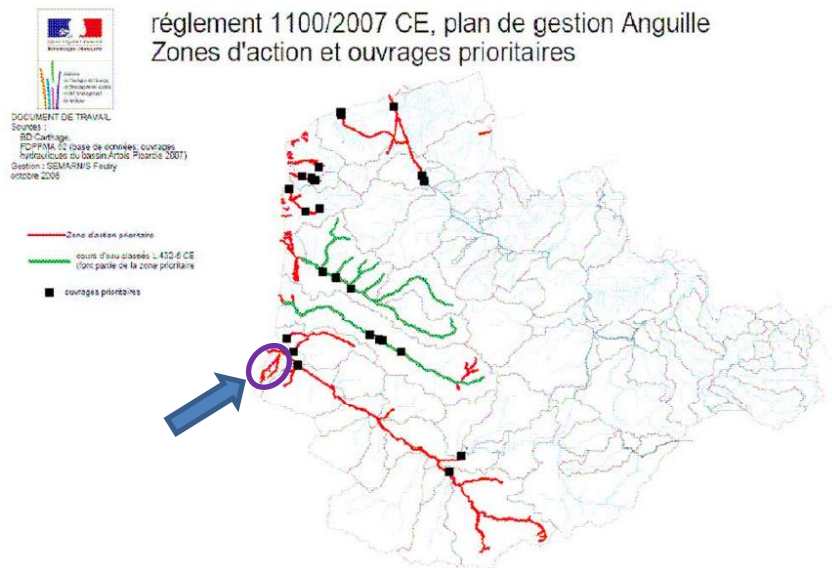 réglement 1100/2007 CE, plan de gestion Anguille
Zones d'action et ouvrages prioritaires
DOCUMENT DE TRAVAIL
Sources :
BD Carthage,
FDPPMA 62 (base de données, ouvrages
hydrauliques du bassin Artois Picardie 2007)
Gestion : SEMARNIS Feutry
octobre 2008
Zone d'action prioritaire
cours d'eau classés L.432-6 CE
(font partie de la zone prioritaire
ouvrages prioritaires